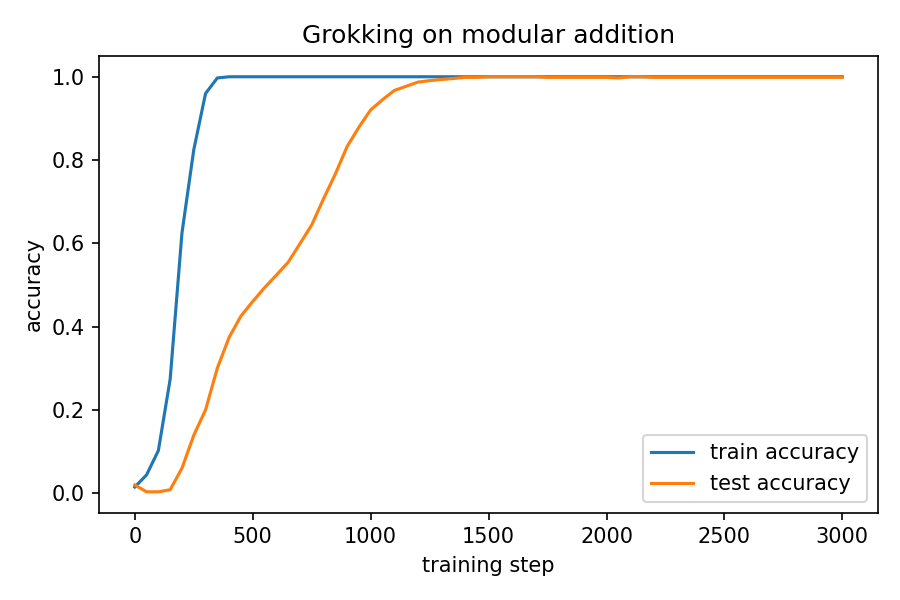 Grokking on modular addition
1.0
0.8
0.6
0.4
0.2
0.0
accuracy
train accuracy
test accuracy
0 500 1000 1500 2000 2500 3000
training step